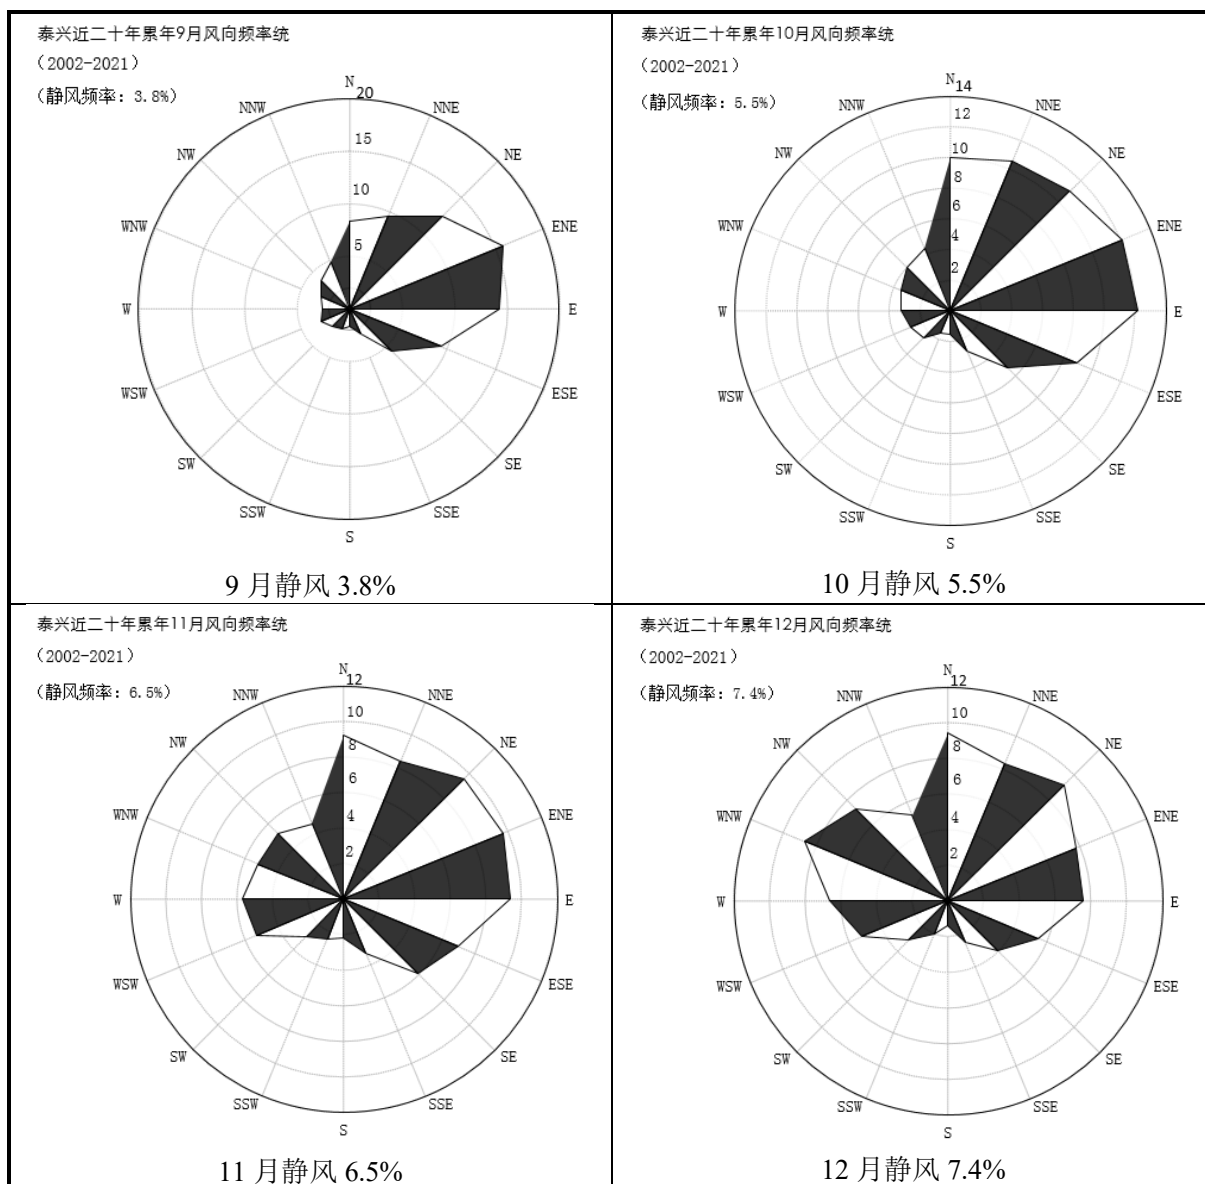 泰兴近二十年累年9月风向频率统
（2002-2021）
（静风频率：3.8%）
N
20
NNW
NNE
15
NW
NE
10
WNW
ENE
5
W
E
WSW
ESE
SW
SE
SSW
SSE
S
9 月静风 3.8%
泰兴近二十年累年10月风向频率统
（2002-2021）
（静风频率：5.5%）
N
14
NNW
NNE
12
NW
NE
10
8
WNW
ENE
6
4
2
W
E
WSW
ESE
SW
SE
SSW
SSE
S
10 月静风 5.5%
泰兴近二十年累年11月风向频率统
（2002-2021）
（静风频率：6.5%）
N
12
NNW
NNE
10
NW
NE
8
6
WNW
ENE
4
2
W
E
WSW
ESE
SW
SE
SSW
SSE
S
11 月静风 6.5%
泰兴近二十年累年12月风向频率统
（2002-2021）
（静风频率：7.4%）
N
12
NNW
NNE
10
NW
NE
8
6
WNW
ENE
4
2
W
E
WSW
ESE
SW
SE
SSW
SSE
S
12 月静风 7.4%